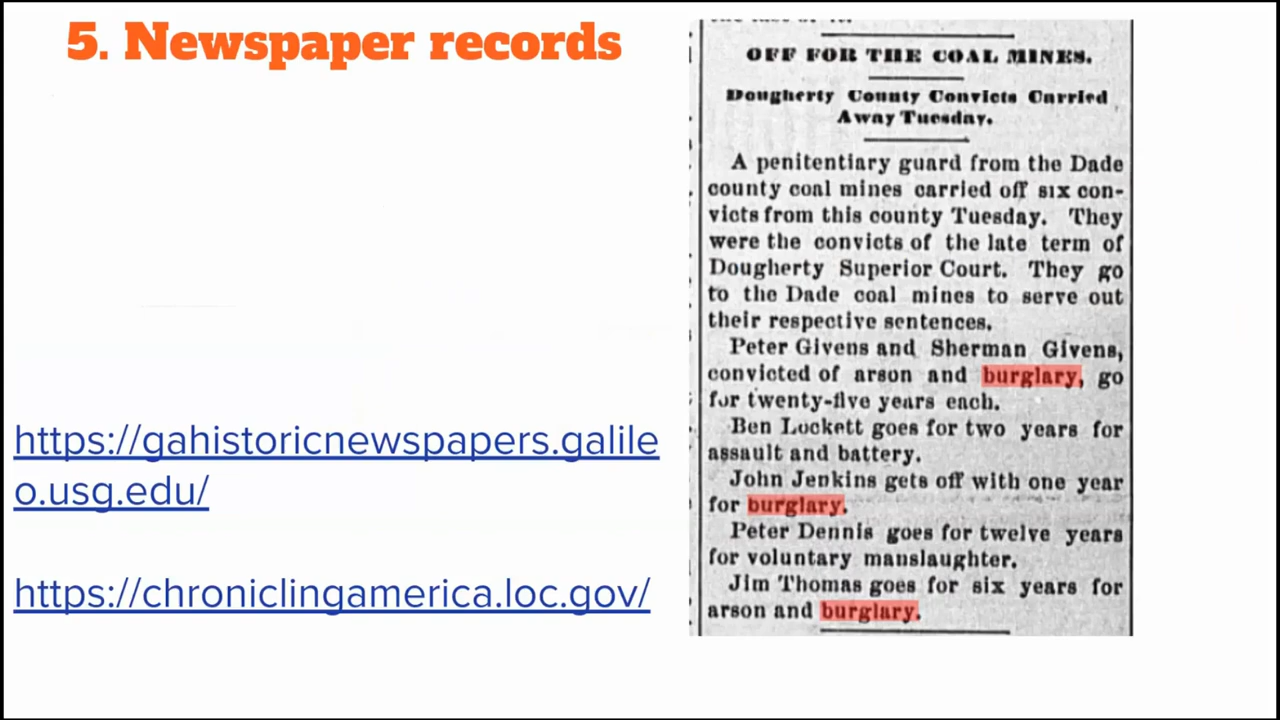 5. Newspaper records
https://gahistoricnewspapers.galile
o.usg.edu/
https://chroniclingamerica.loc.gov/
OFF FOR THE COAL MINES.
Dougherty County Convicts Carried
Away Tuesday.
A penitentiary guard from the Dade
county coal mines carried off six con-
victs from this county Tuesday. They
were the convicts of the late term of
Dougherty Superior Court. They go
to the Dade coal mines to serve out
their respective sentences.
Peter Givens and Sherman Givens,
convicted of arson and burglary, go
for twenty-five years each.
Ben Lockett goes for two years for
assault and battery.
John Jenkins gets off with one year
for burglary.
Peter Dennis goes for twelve years
for voluntary manslaughter.
Jim Thomas goes for six years for
arson and burglary.